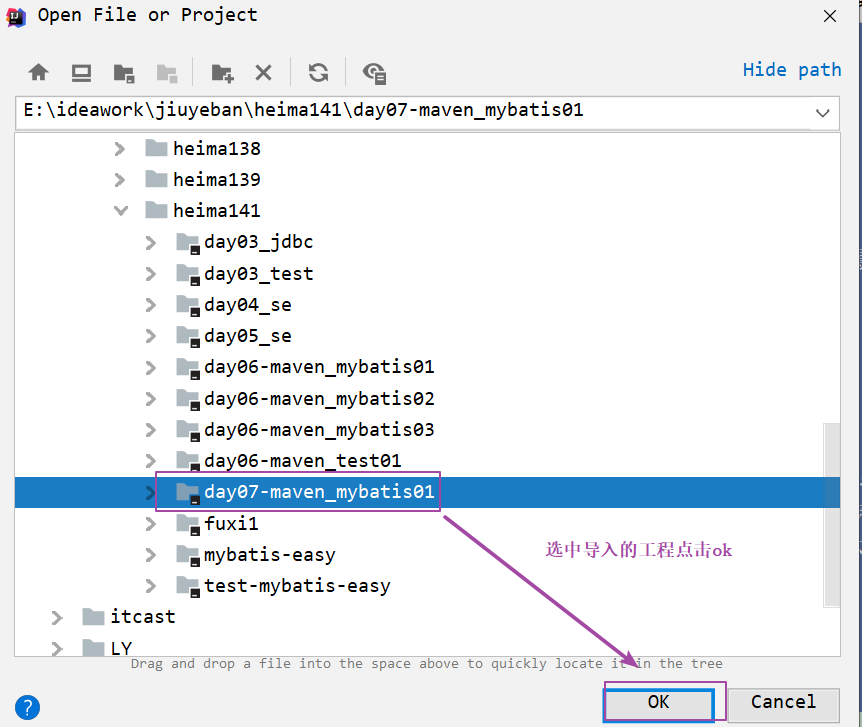 Open File or Project
Hide path
E:\ideawork\jiuyeban\heima141\day07-maven_mybatis01
heima138
heima139
heima141
day03_jdbc
day03_test
day04_se
day05_se
day06-maven_mybatis01
day06-maven_mybatis02
day06-maven_mybatis03
day06-maven_test01
day07-maven_mybatis01
fuxi1
选中导入的工程点击ok
mybatis-easy
test-mybatis-easy
itcast
LY
Drag and drop a file into the space above to quickly locate it in the tree
?
OK
Cancel